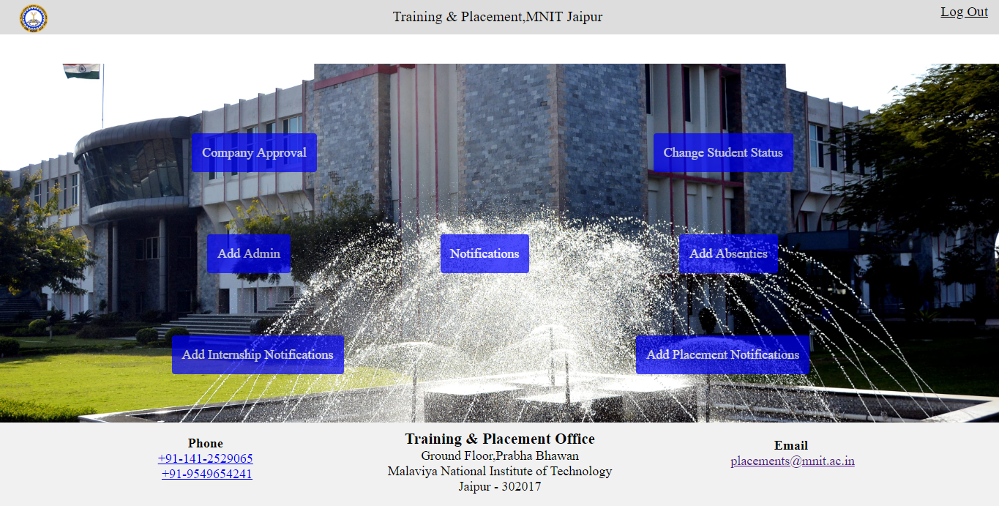 Training & Placement,MNIT Jaipur
Log Out
Company Approval
Change Student Status
Add Admin
Notifications
Add Absenties
Add Internship Notifications
Add Placement Notifications
Phone
+91-141-2529065
+91-9549654241
Training & Placement Office
Ground Floor,Prabha Bhawan
Malaviya National Institute of Technology
Jaipur - 302017
Email
placements@mnit.ac.in